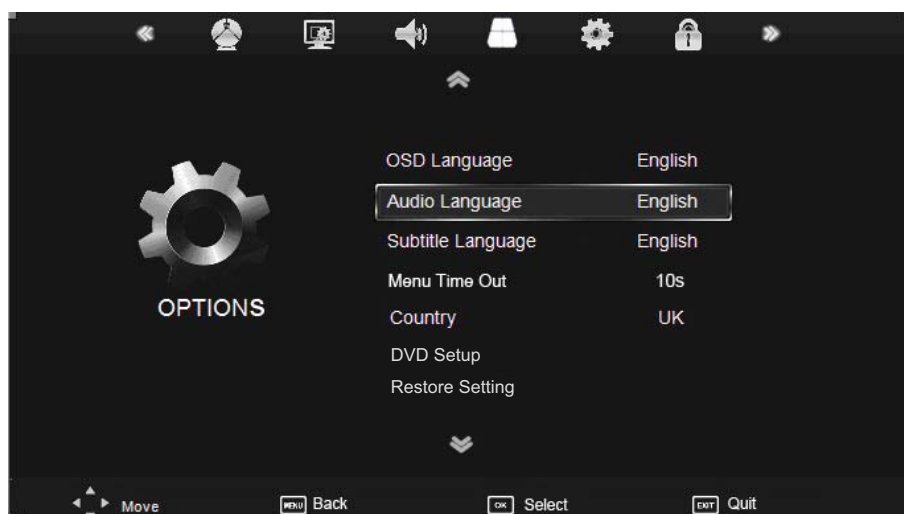 OSD Language English
Audio Language English
Subtitle Language English
Menu Time Out 10s
OPTIONS
Country UK
DVD Setup
Restore Setting
Move MENU Back OK Select EXIT Quit